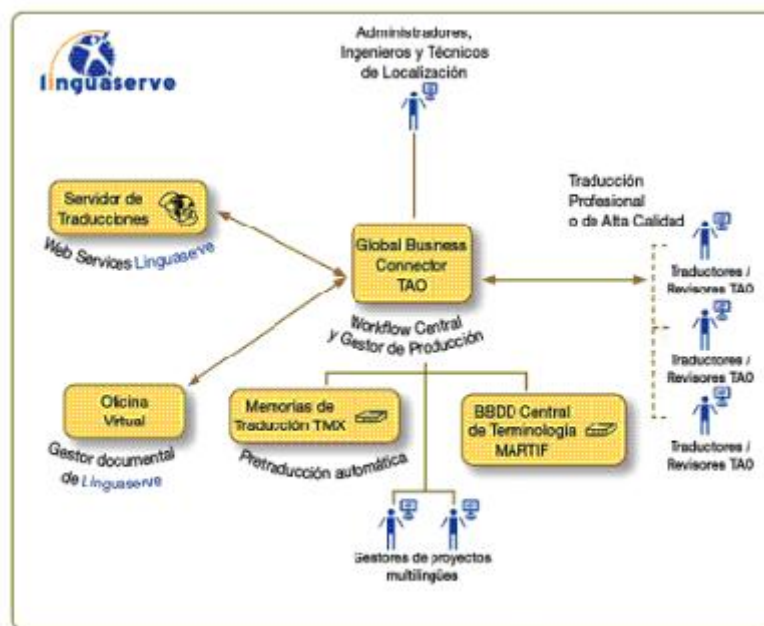 linguaserve
Administradores,
Ingenieros y Técnicos
de Localización
Servidor de
Traducciones
Web Services Linguaserve
Global Business
Connector
TAO
Workflow Central
y Gestor de Producción
Traducción
Profesional
o de Alta Calidad
Traductores /
Revisores TAO
Traductores /
Revisores TAO
Traductores /
Revisores TAO
Oficina
Virtual
Gestor documental
de Linguaserve
Memorias de
Traducción TMX
Pretraducción automática
BBDD Central
de Terminología
MARTIF
Gestores de proyectos
multilingües